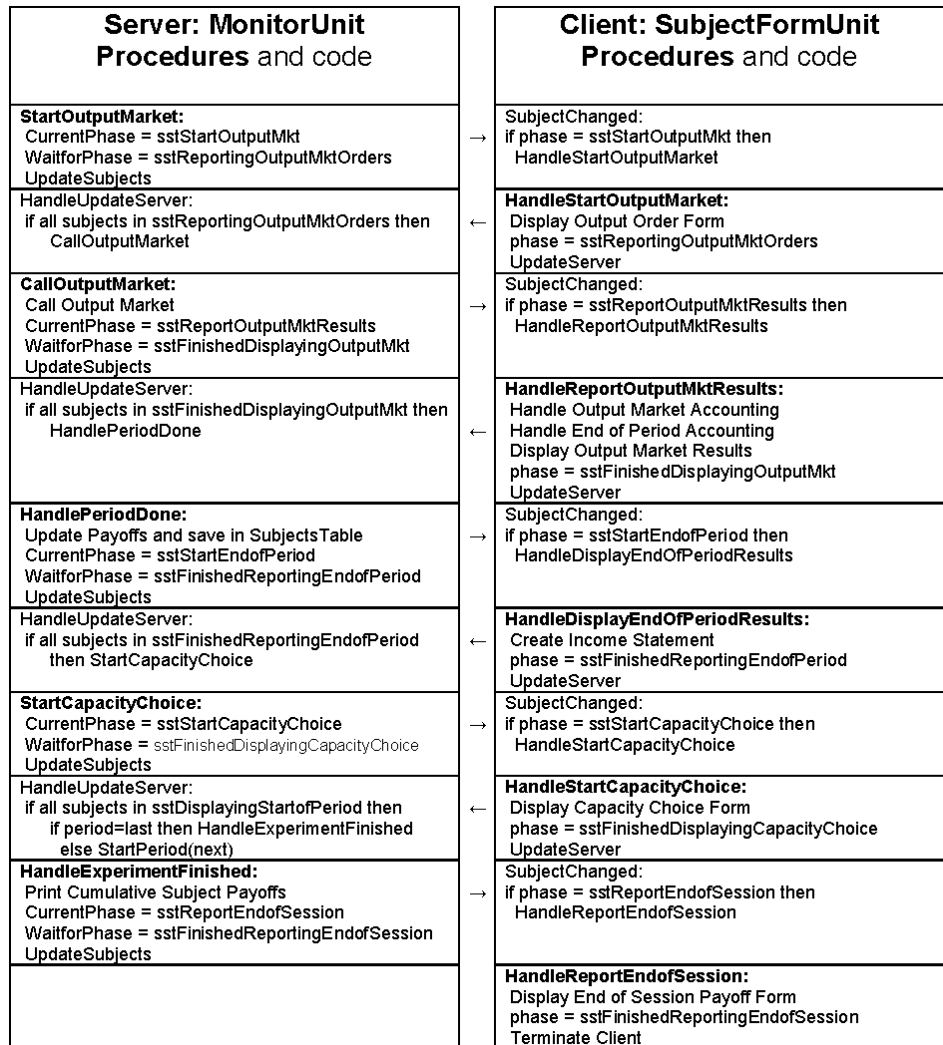 Server: MonitorUnit
Procedures and code
Client: SubjectFormUnit
Procedures and code
StartOutputMarket:
CurrentPhase = sstStartOutputMkt
WaitforPhase = sstReportingOutputMktOrders
UpdateSubjects
→
SubjectChanged:
if phase = sstStartOutputMkt then
HandleStartOutputMarket
HandleUpdateServer:
if all subjects in sstReportingOutputMktOrders then
CallOutputMarket
←
HandleStartOutputMarket:
Display Output Order Form
phase = sstReportingOutputMktOrders
UpdateServer
CallOutputMarket:
Call Output Market
CurrentPhase = sstReportOutputMktResults
WaitforPhase = sstFinishedDisplayingOutputMkt
UpdateSubjects
→
SubjectChanged:
if phase = sstReportOutputMktResults then
HandleReportOutputMktResults
HandleUpdateServer:
if all subjects in sstFinishedDisplayingOutputMkt then
HandlePeriodDone
←
HandleReportOutputMktResults:
Handle Output Market Accounting
Handle End of Period Accounting
Display Output Market Results
phase = sstFinishedDisplayingOutputMkt
UpdateServer
HandlePeriodDone:
Update Payoffs and save in SubjectsTable
CurrentPhase = sstStartEndofPeriod
WaitforPhase = sstFinishedReportingEndofPeriod
UpdateSubjects
→
SubjectChanged:
if phase = sstStartEndofPeriod then
HandleDisplayEndOfPeriodResults
HandleUpdateServer:
if all subjects in sstFinishedReportingEndofPeriod
then StartCapacityChoice
←
HandleDisplayEndOfPeriodResults:
Create Income Statement
phase = sstFinishedReportingEndofPeriod
UpdateServer
StartCapacityChoice:
CurrentPhase = sstStartCapacityChoice
WaitforPhase = sstFinishedDisplayingCapacityChoice
UpdateSubjects
→
SubjectChanged:
if phase = sstStartCapacityChoice then
HandleStartCapacityChoice
HandleUpdateServer:
if all subjects in sstDisplayingStartofPeriod then
if period=last then HandleExperimentFinished
else StartPeriod(next)
←
HandleStartCapacityChoice:
Display Capacity Choice Form
phase = sstFinishedDisplayingCapacityChoice
UpdateServer
HandleExperimentFinished:
Print Cumulative Subject Payoffs
CurrentPhase = sstReportEndofSession
WaitforPhase = sstFinishedReportingEndofSession
UpdateSubjects
→
SubjectChanged:
if phase = sstReportEndofSession then
HandleReportEndofSession
HandleReportEndofSession:
Display End of Session Payoff Form
phase = sstFinishedReportingEndofSession
Terminate Client